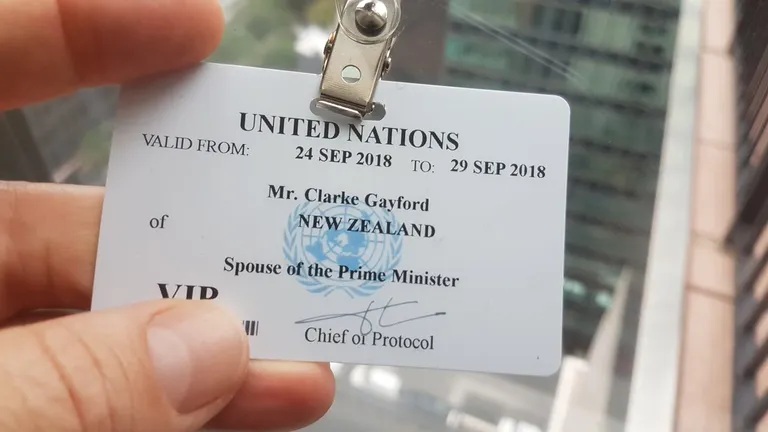 UNITED NATIONS
VALID FROM: 24 SEP 2018 TO: 29 SEP 2018
Mr. Clarke Gayford
of NEW ZEALAND
Spouse of the Prime Minister
VIP
Chief of Protocol